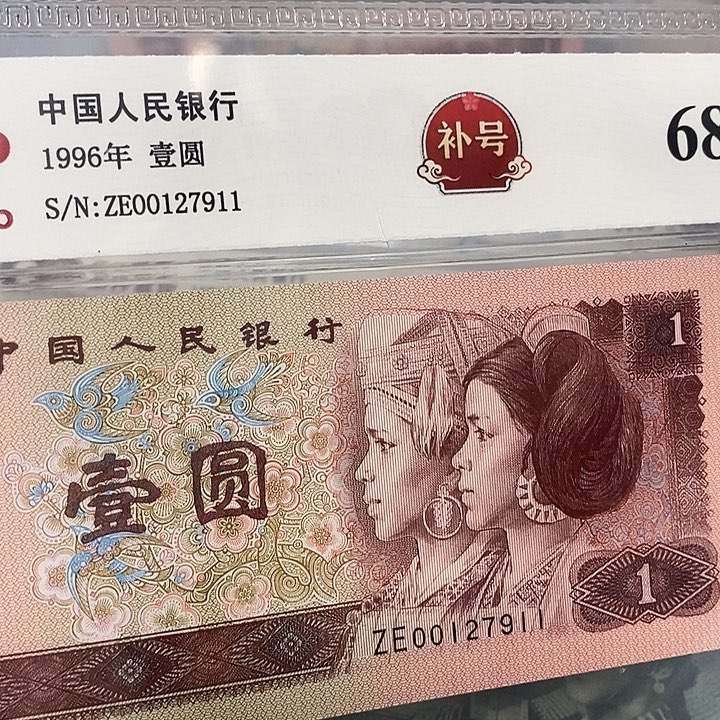 中国人民银行
1996年 壹圆
S/N:ZE00127911
补号
68
中国人民银行
1
壹圆
1
ZE00127911